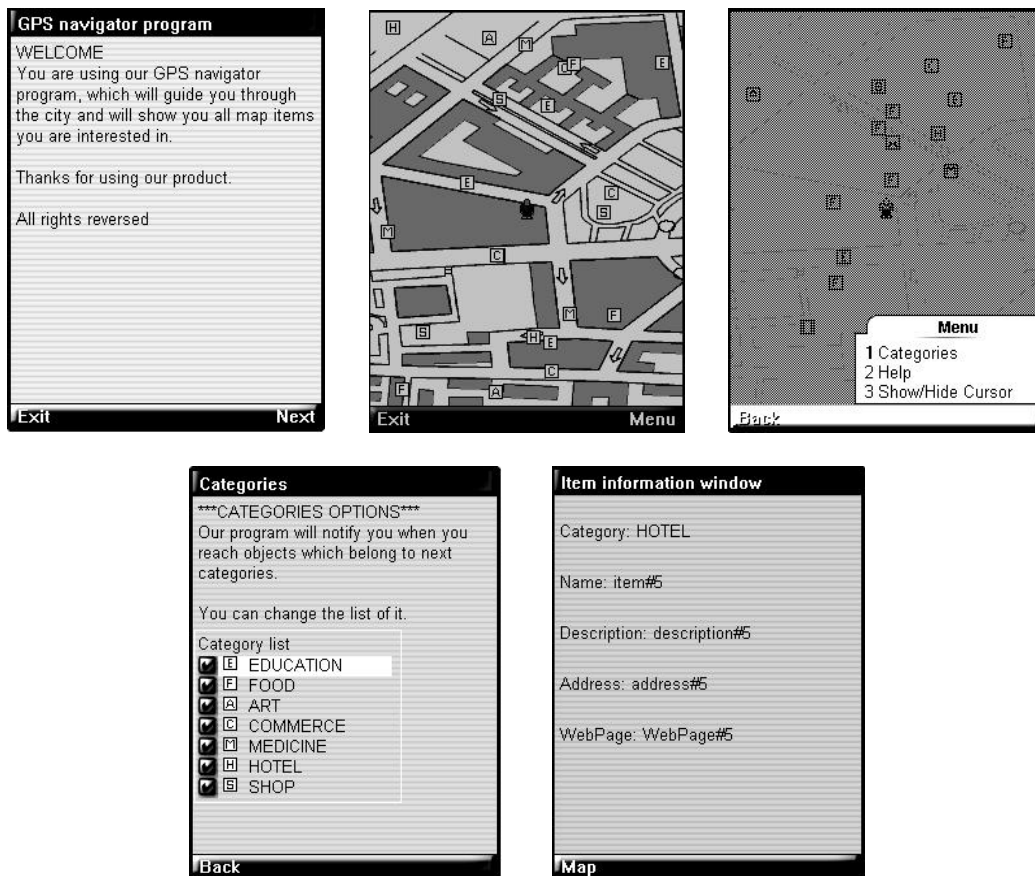 GPS navigator program
WELCOME
You are using our GPS navigator
program, which will guide you through
the city and will show you all map items
you are interested in.
Thanks for using our product.
All rights reversed
Exit Next
H
A
M
C F E
S E
E
C
S
M
C
M F
S
H E
C
F A
Exit Menu
F
C
A
E
F
F H
M
F
F
E
F
Menu
1 Categories
2 Help
3 Show/Hide Cursor
Back
Categories
***CATEGORIES OPTIONS***
Our program will notify you when you
reach objects which belong to next
categories.
You can change the list of it.
Category list
E EDUCATION
F FOOD
A ART
C COMMERCE
M MEDICINE
H HOTEL
S SHOP
Back
Item information window
Category: HOTEL
Name: item#5
Description: description#5
Address: address#5
WebPage: WebPage#5
Map